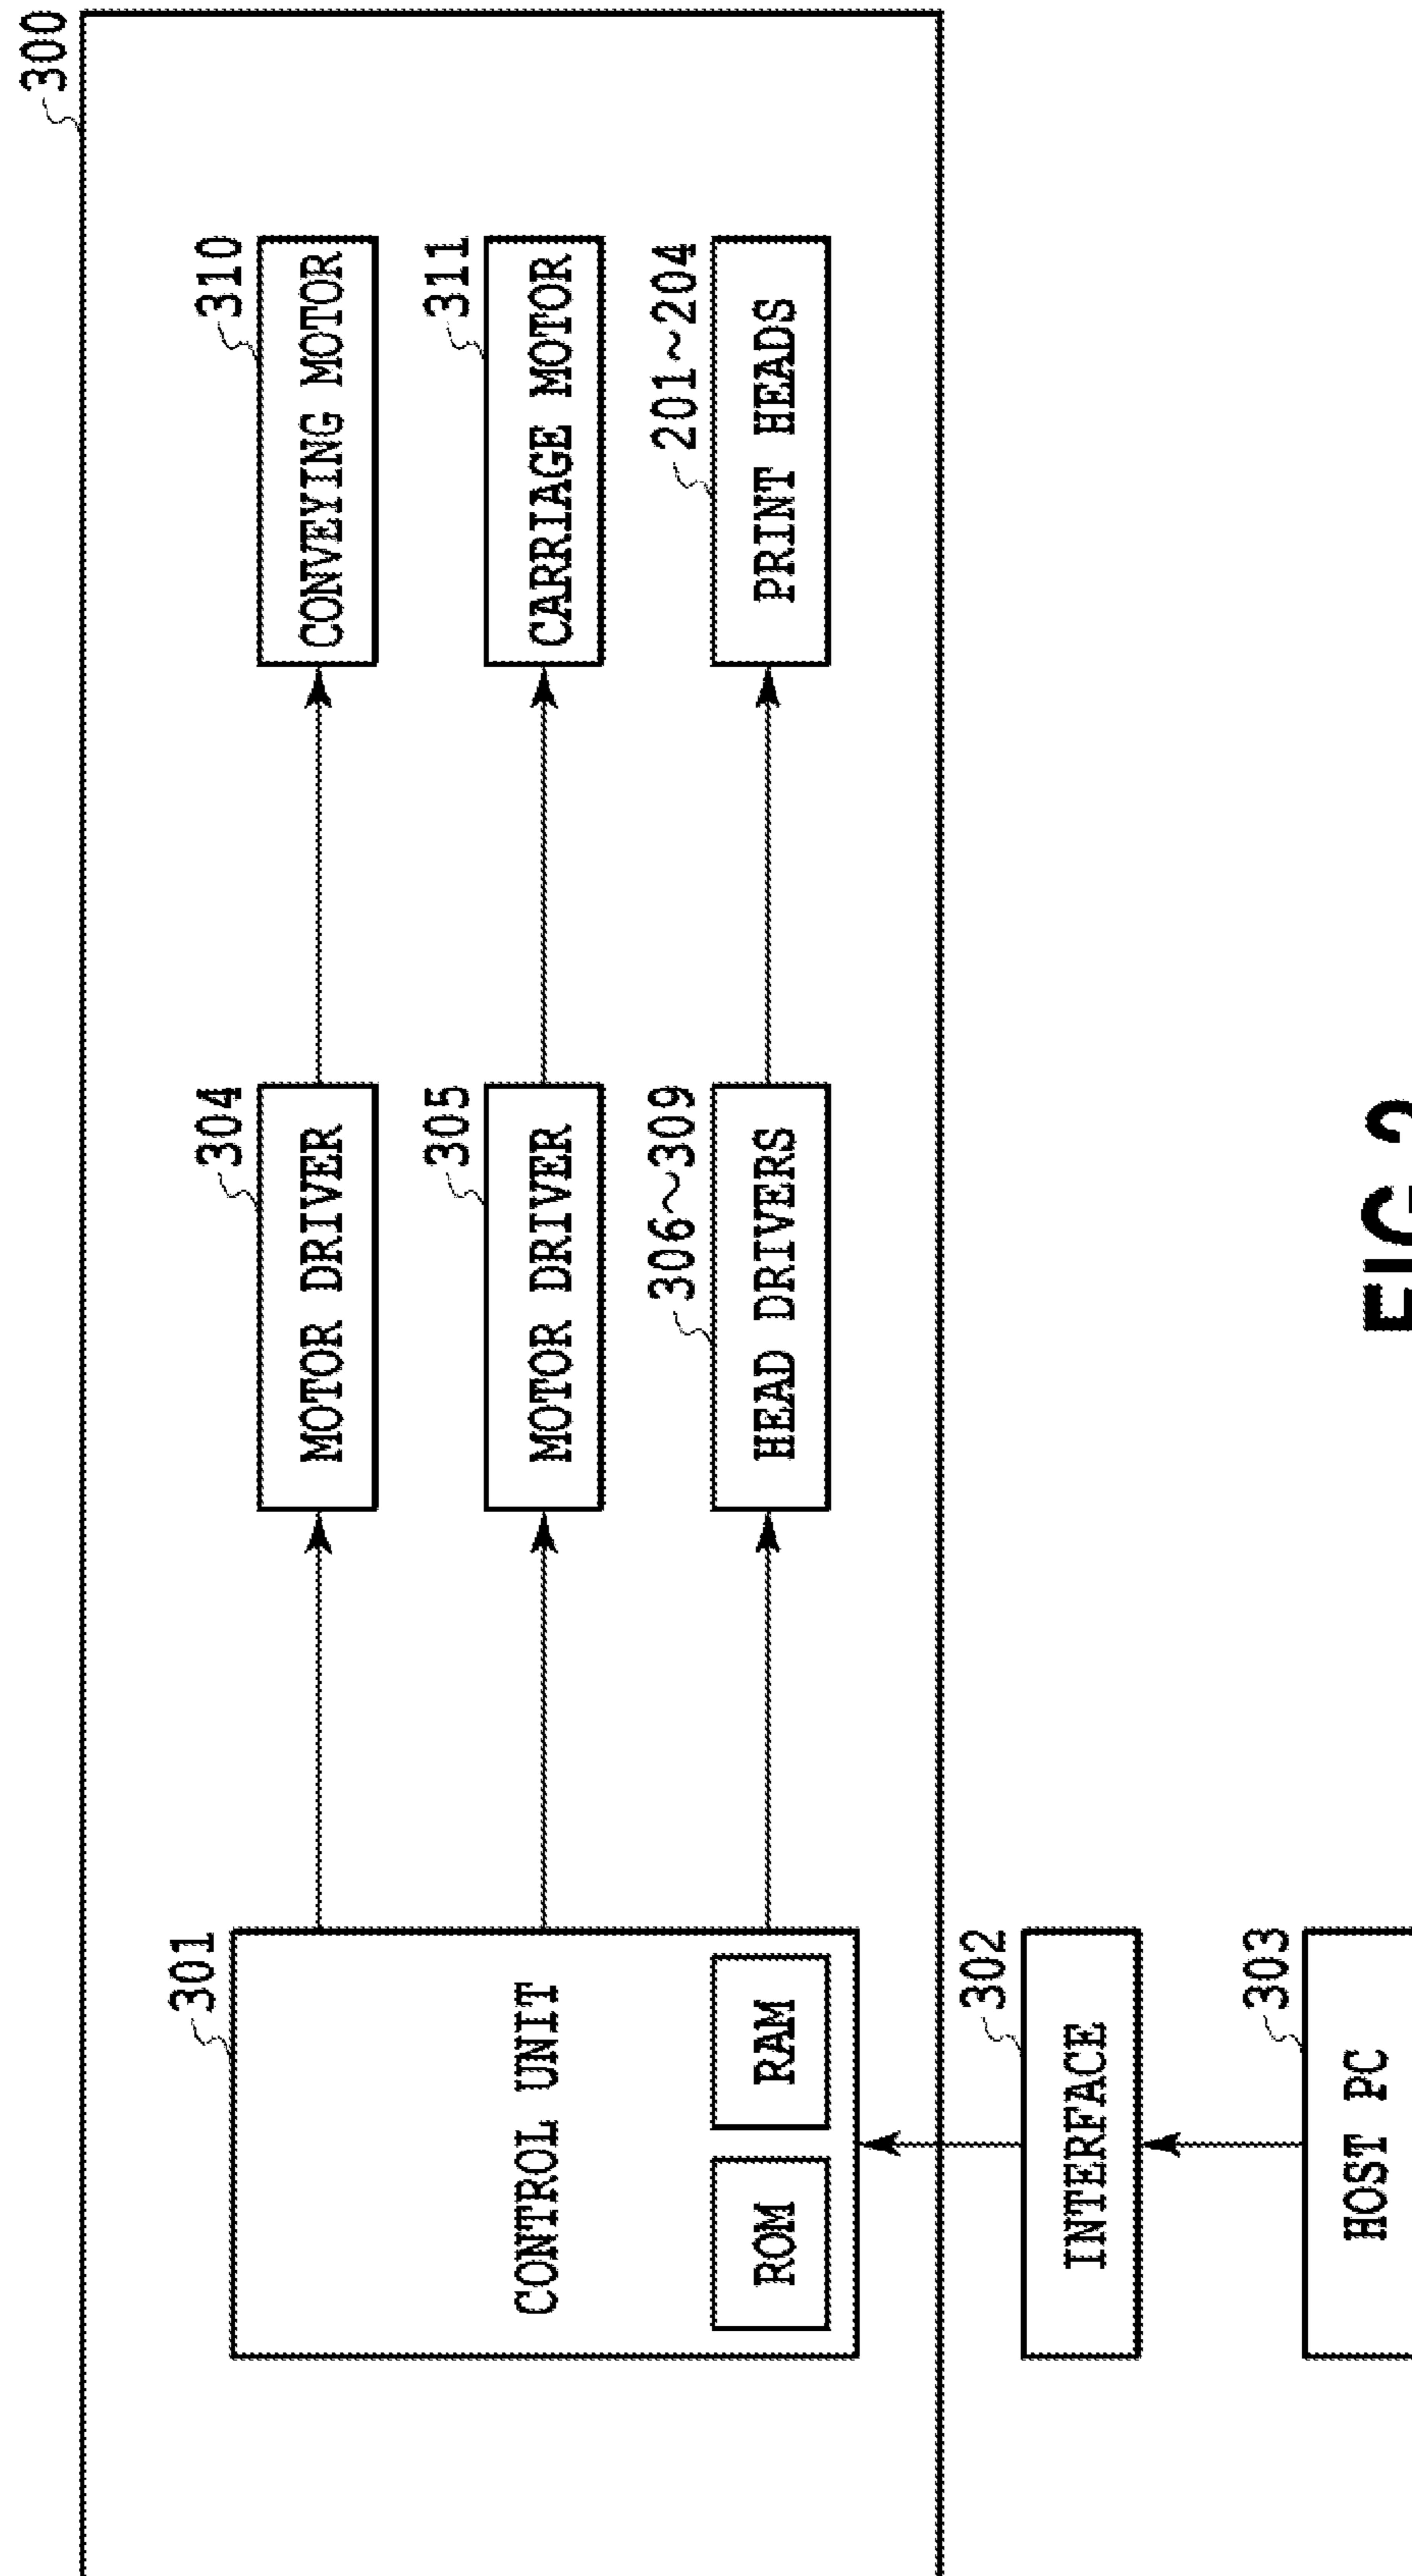 300
301
304
310
MOTOR DRIVER
CONVEYING MOTOR
305
311
CONTROL UNIT
MOTOR DRIVER
CARRIAGE MOTOR
306~309
201~204
ROM
RAM
HEAD DRIVERS
PRINT HEADS
302
INTERFACE
303
HOST PC
FIG